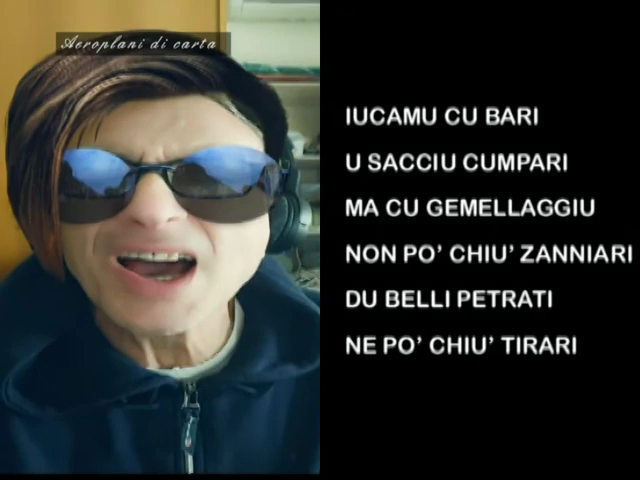 Aeroplani di carta
IUCAMU CU BARI
U SACCIU CUMPARI
MA CU GEMELLAGGIU
NON PO' CHIU' ZANNIARI
DU BELLI PETRATI
NE PO' CHIU' TIRARI